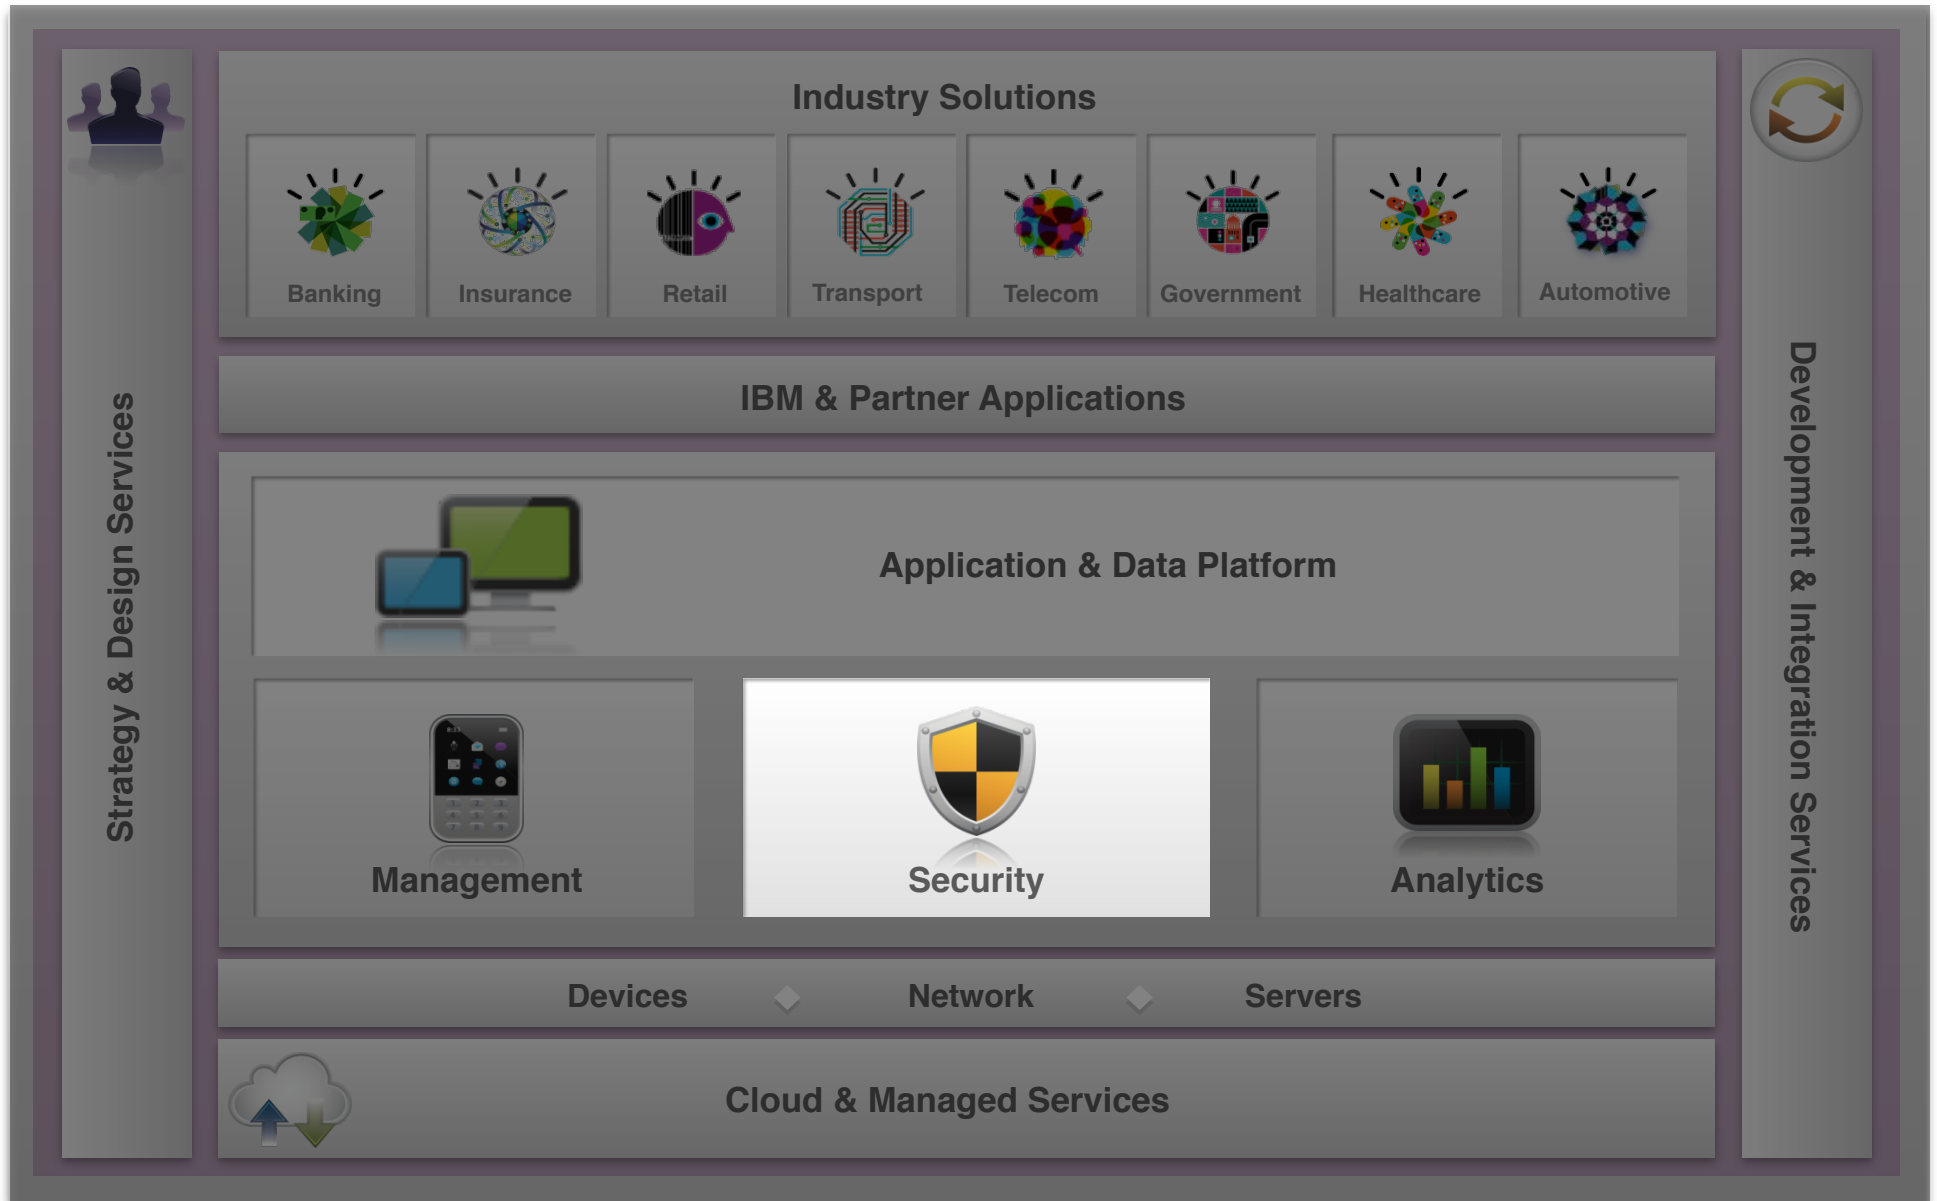 Industry Solutions
Banking
Insurance
Retail
Transport
Telecom
Government
Healthcare
Automotive
Strategy & Design Services
IBM & Partner Applications
Development & Integration Services
Application & Data Platform
Management
Security
Analytics
Devices
Network
Servers
Cloud & Managed Services